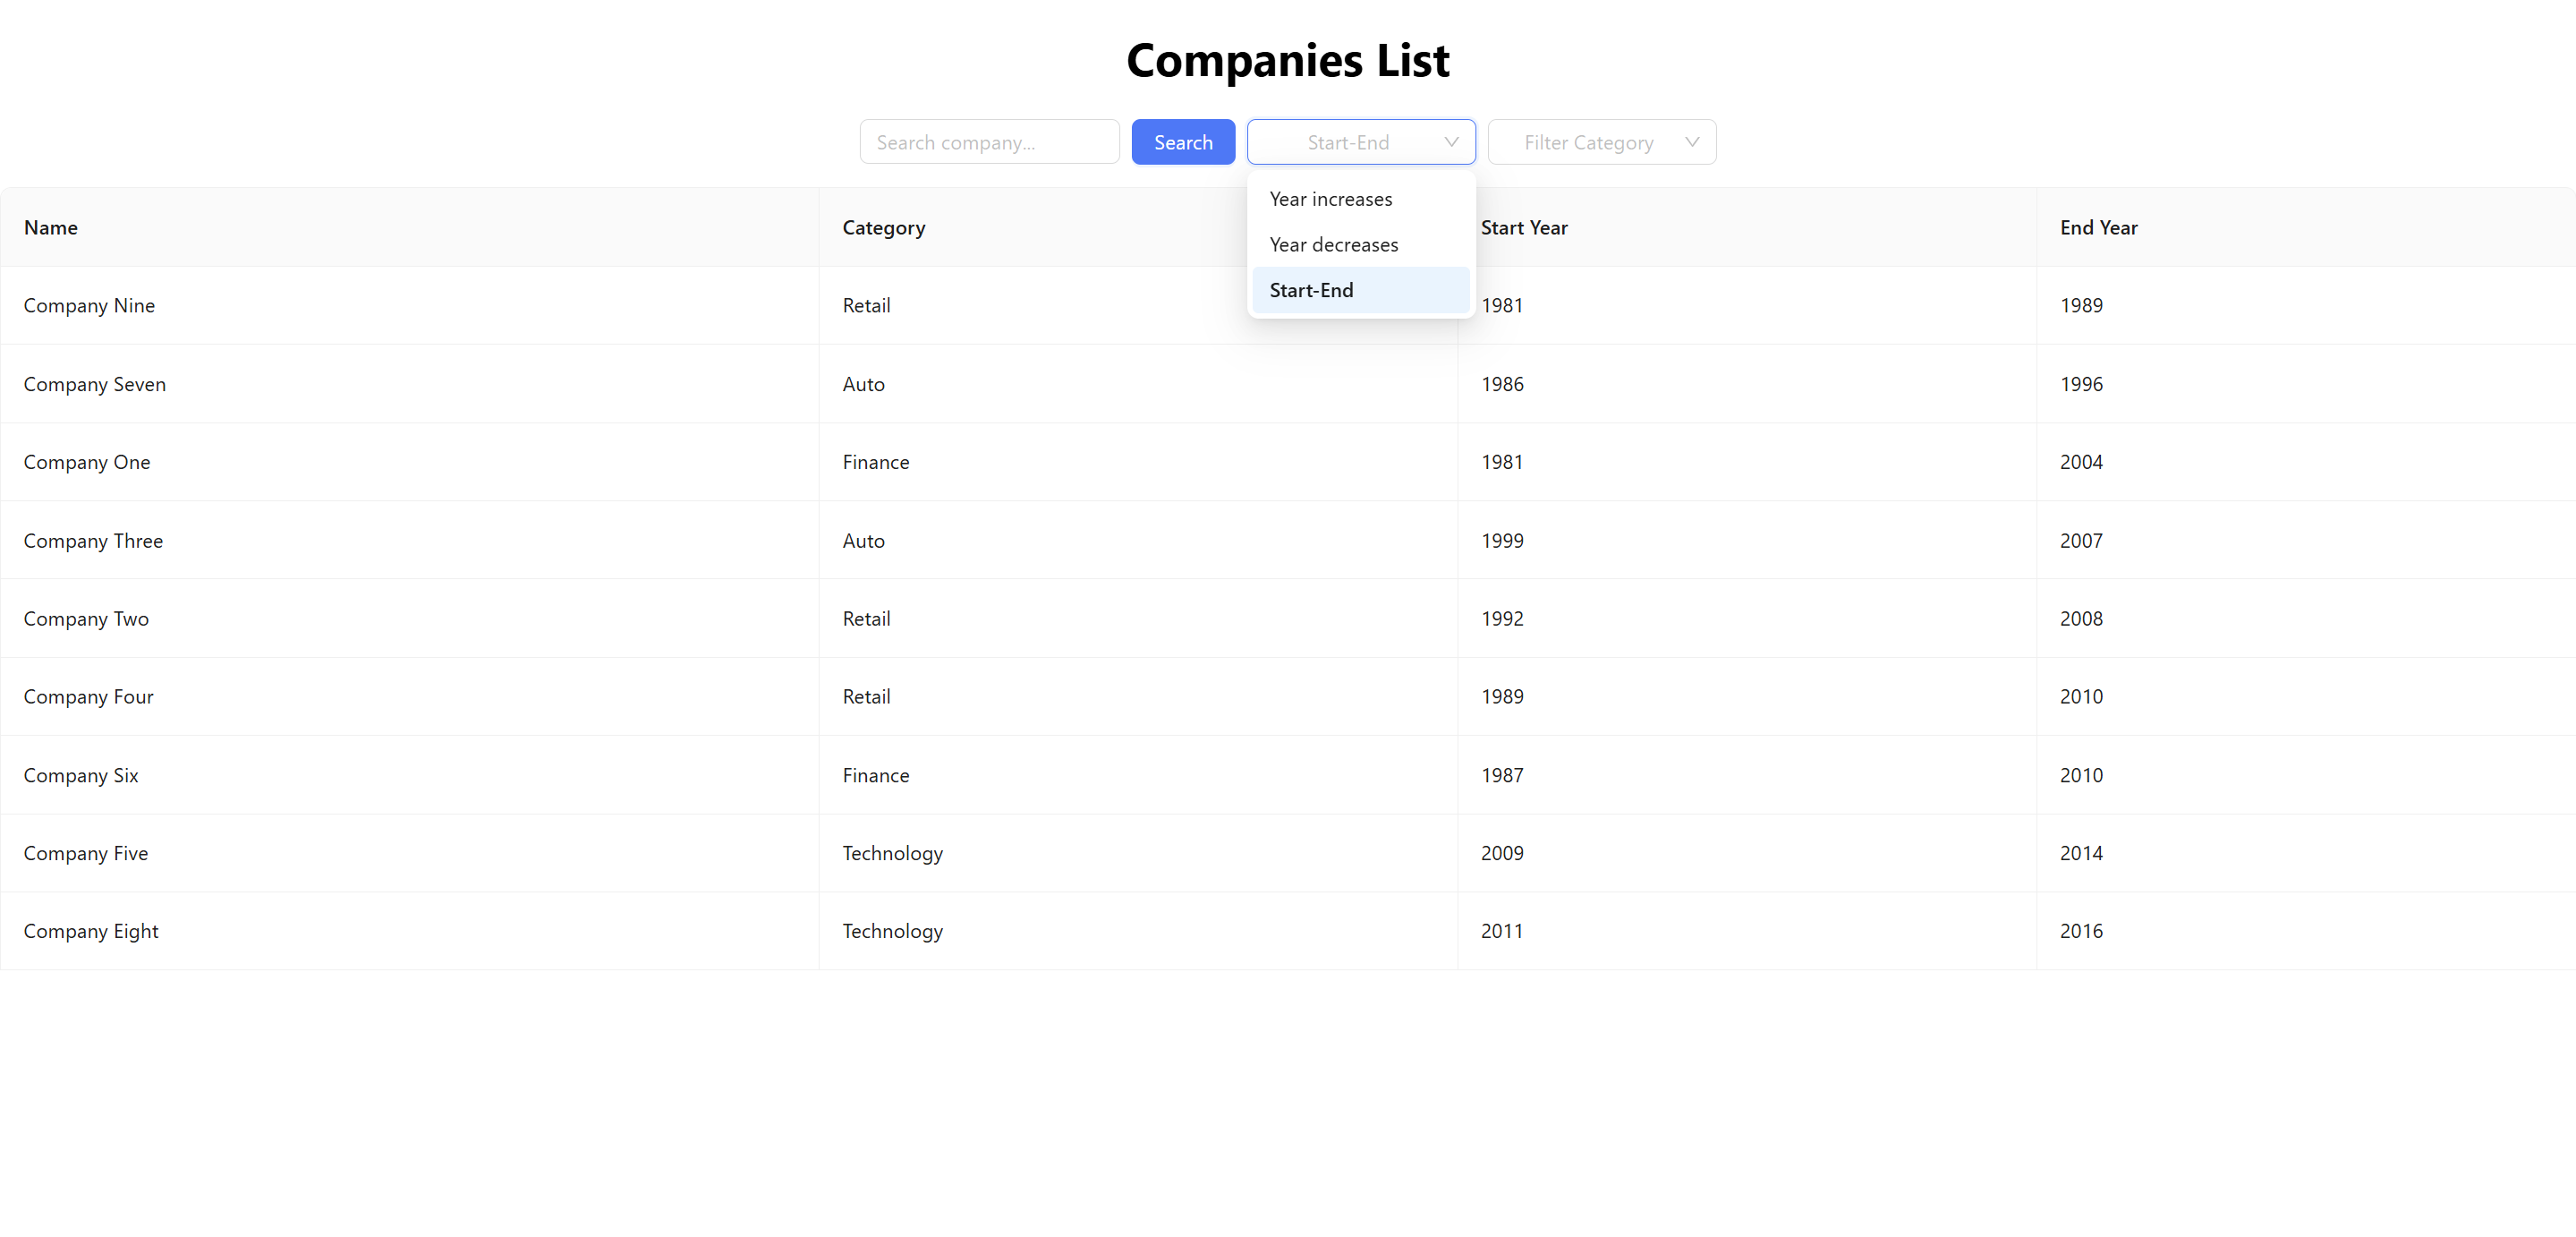 Companies List
Search company... Search Start-End Filter Category
Year increases
Year decreases
Start-End
Name Category Start Year End Year
Company Nine Retail 1981 1989
Company Seven Auto 1986 1996
Company One Finance 1981 2004
Company Three Auto 1999 2007
Company Two Retail 1992 2008
Company Four Retail 1989 2010
Company Six Finance 1987 2010
Company Five Technology 2009 2014
Company Eight Technology 2011 2016